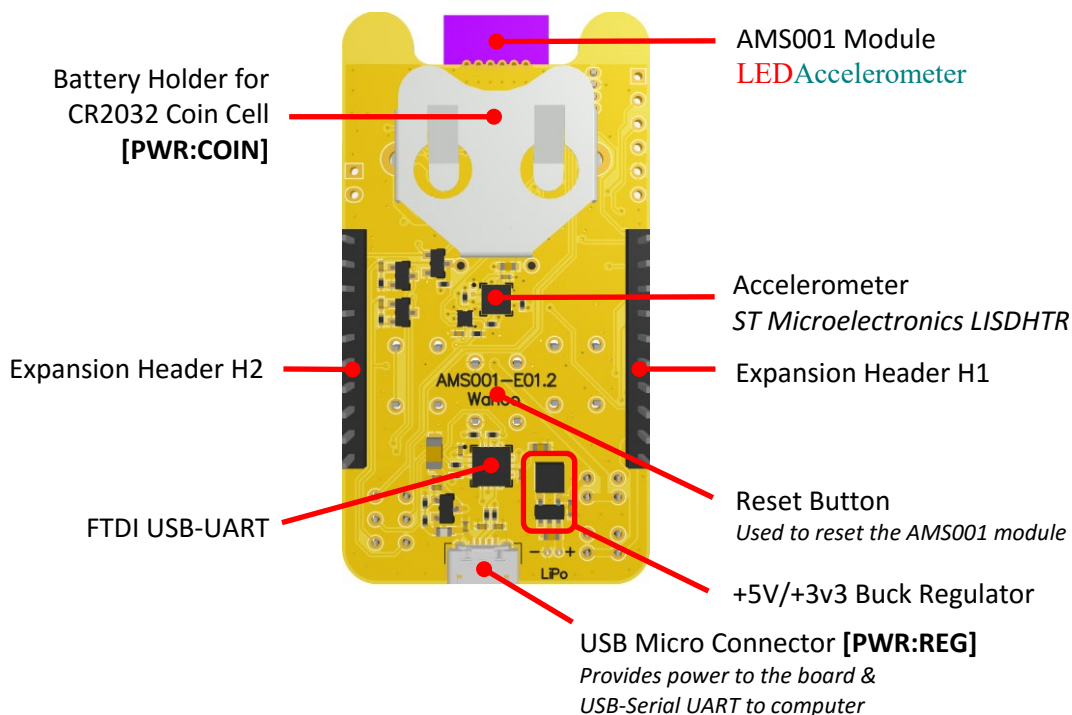 AMS001 Module
LEDAccelerometer
Battery Holder for
CR2032 Coin Cell
[PWR:COIN]
Accelerometer
ST Microelectronics LISDHTR
Expansion Header H2
Expansion Header H1
AMS001-E01.2
Wahoo
Reset Button
Used to reset the AMS001 module
FTDI USB-UART
- +
LiPo
+5V/+3v3 Buck Regulator
USB Micro Connector [PWR:REG]
Provides power to the board &
USB-Serial UART to computer